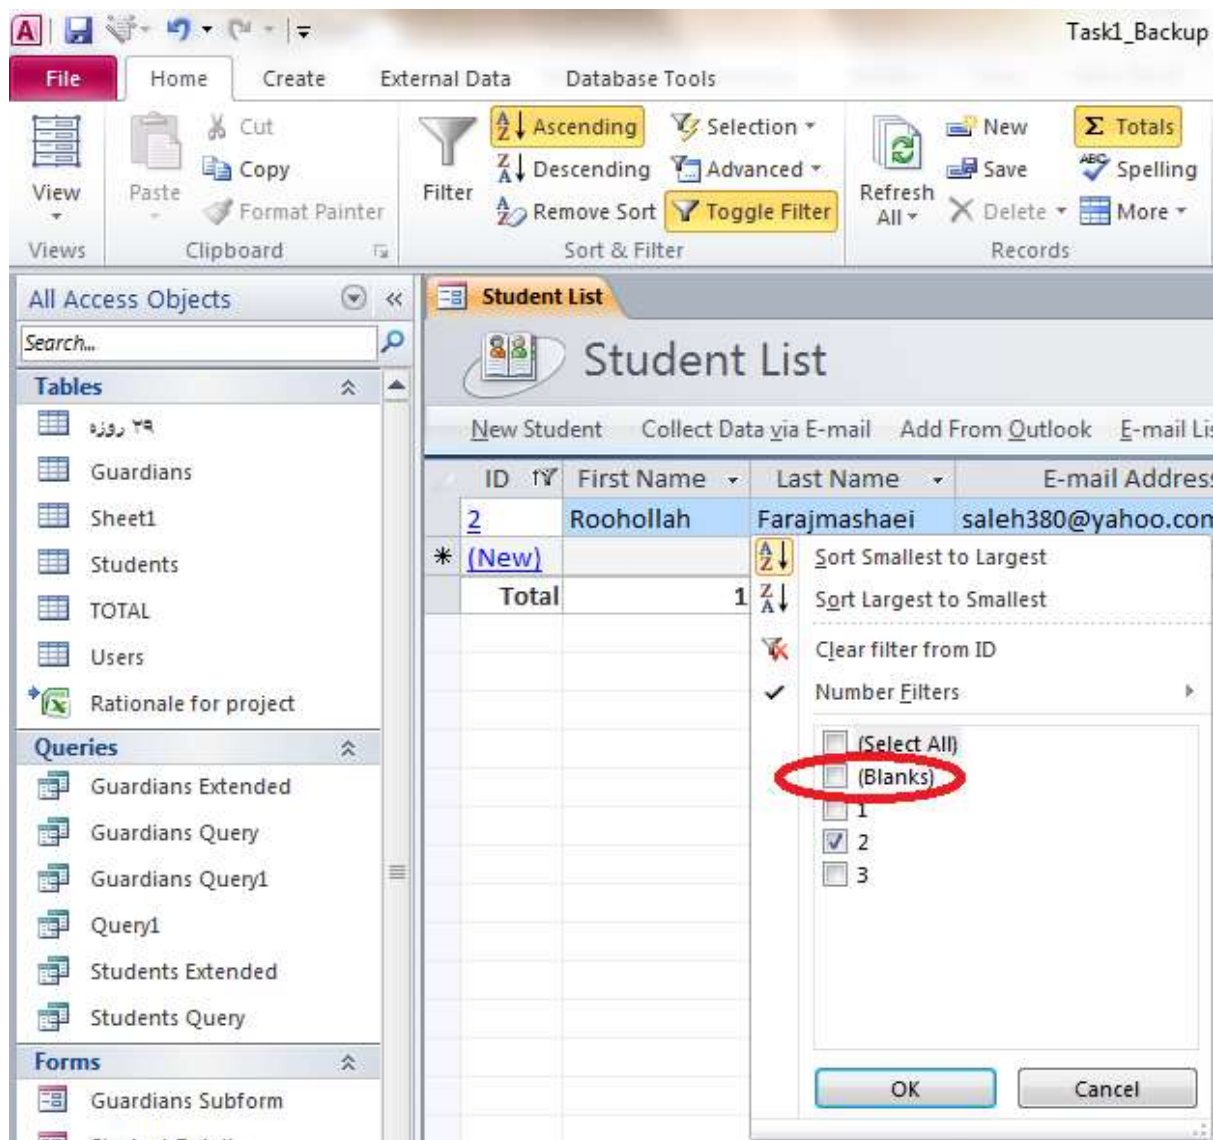 Task1_Backup
File Home Create External Data Database Tools
View
Views
Paste
Cut
Copy
Format Painter
Clipboard
Filter
Ascending
Descending
Remove Sort
Selection
Advanced
Toggle Filter
Sort & Filter
Refresh
All
New
Save
Delete
Totals
Spelling
More
Records
All Access Objects
Search...
Tables
۲۹ روزه
Guardians
Sheet1
Students
TOTAL
Users
Rationale for project
Queries
Guardians Extended
Guardians Query
Guardians Query1
Query1
Students Extended
Students Query
Forms
Guardians Subform
Student List
Student List
New Student Collect Data via E-mail Add From Outlook E-mail Lis
ID First Name Last Name E-mail Address
2 Roohollah Farajmashaei saleh380@yahoo.com
(New)
Total 1
Sort Smallest to Largest
Sort Largest to Smallest
Clear filter from ID
Number Filters
(Select All)
(Blanks)
1
2
3
OK Cancel